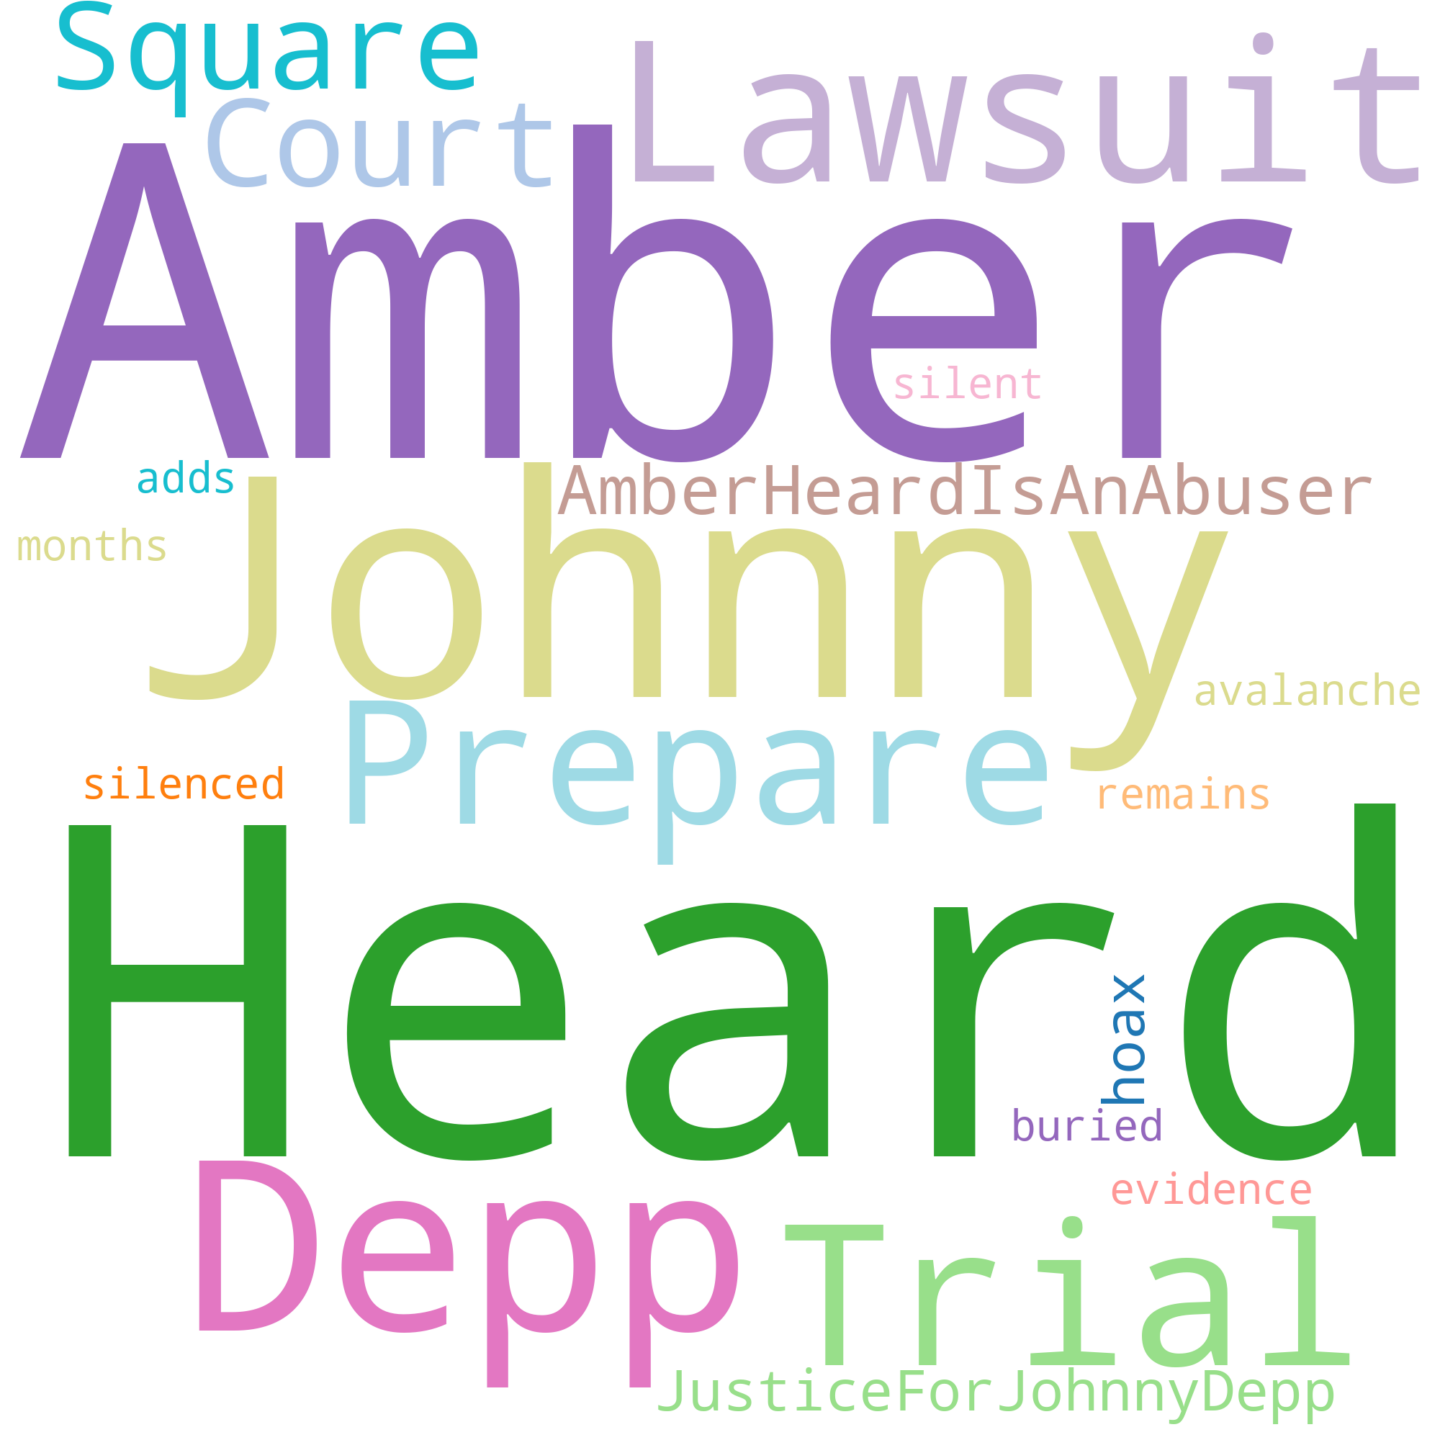 Square
Lawsuit
Court
Amber
silent
adds
AmberHeardIsAnAbuser
months
Johnny
avalanche
Prepare
silenced
remains
Heard
hoax
buried
evidence
Depp
Trial
JusticeForJohnnyDepp